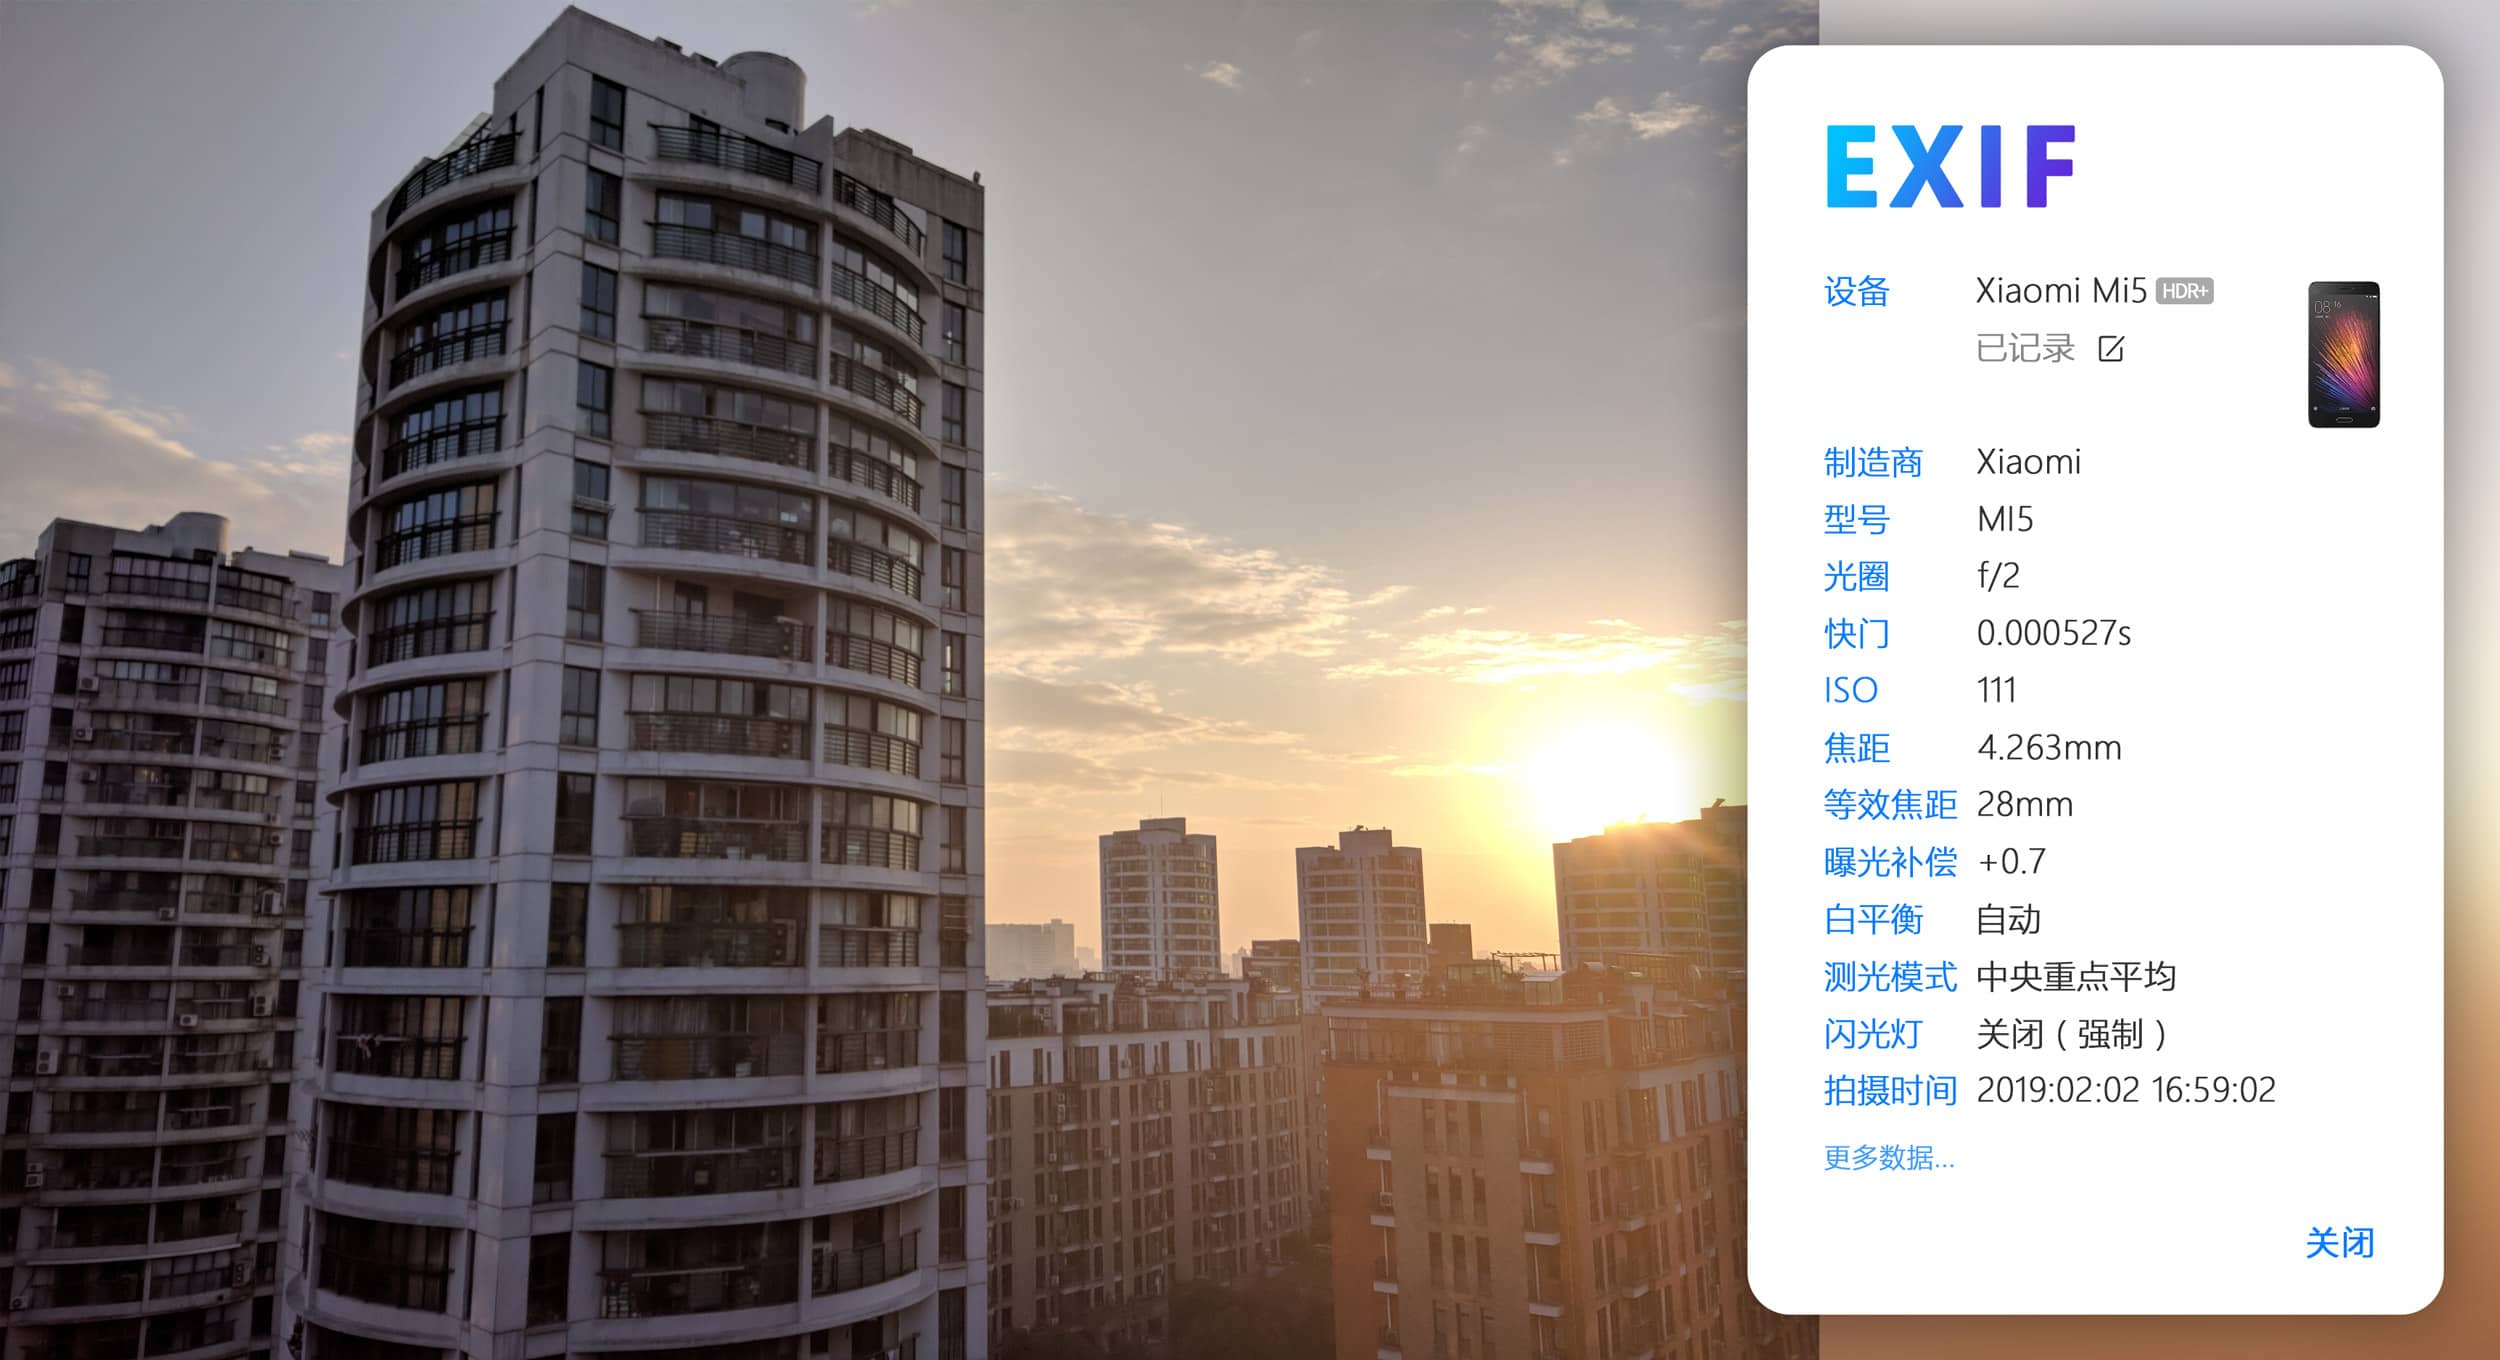 EXIF
设备 Xiaomi Mi5 HDR+
已记录
08 16
制造商 Xiaomi
型号 MI5
光圈 f/2
快门 0.000527s
ISO 111
焦距 4.263mm
等效焦距 28mm
曝光补偿 +0.7
白平衡 自动
测光模式 中央重点平均
闪光灯 关闭（强制）
拍摄时间 2019:02:02 16:59:02
更多数据...
关闭